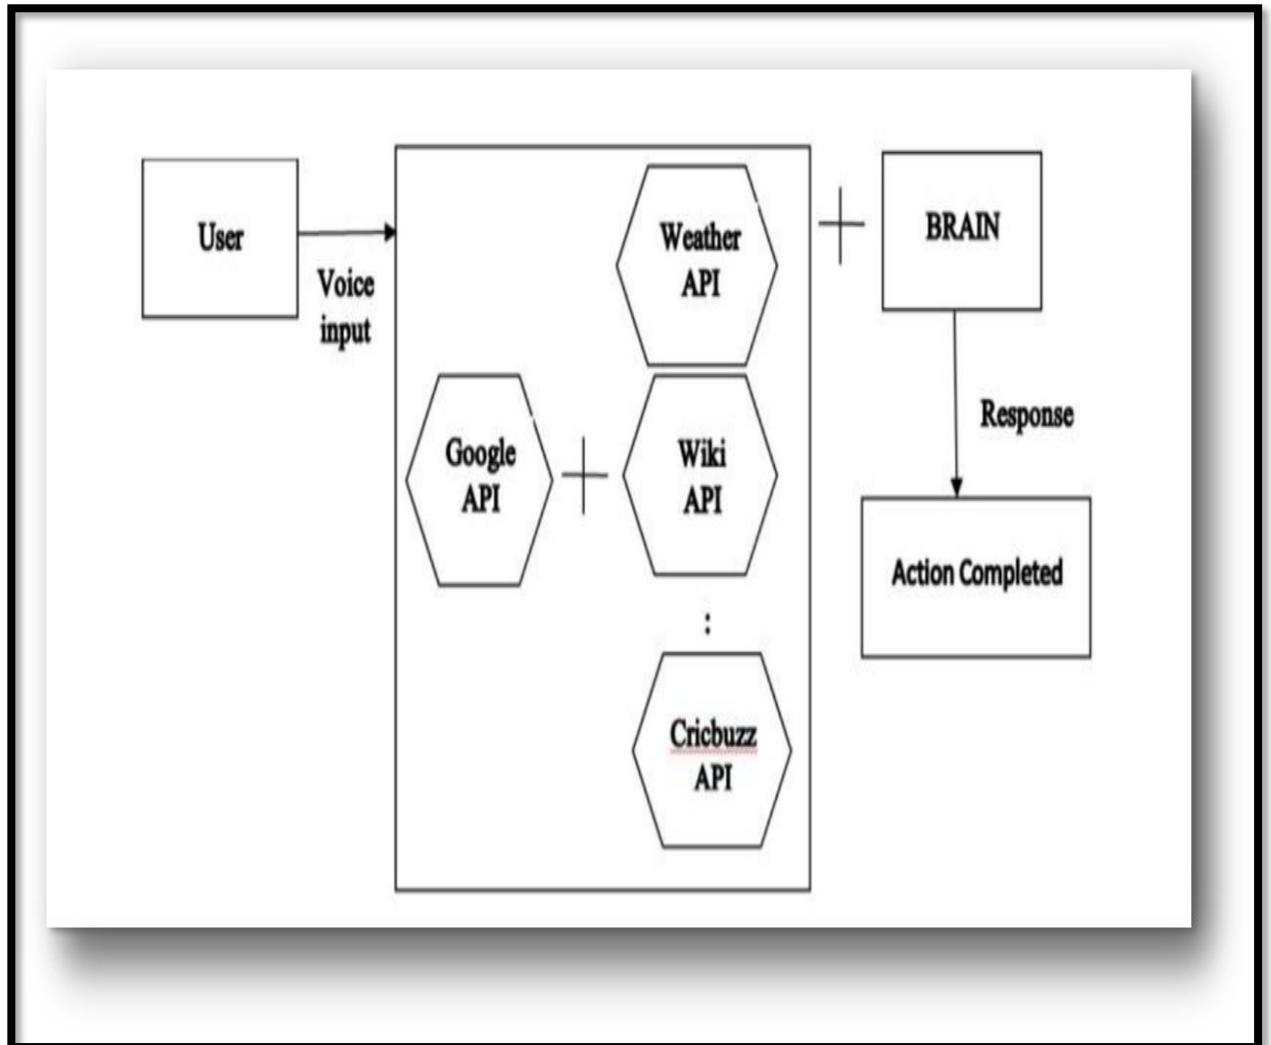 User
Voice
input
Weather
API
BRAIN
Google
API
Wiki
API
Response
:
Action Completed
Cricbuzz
API